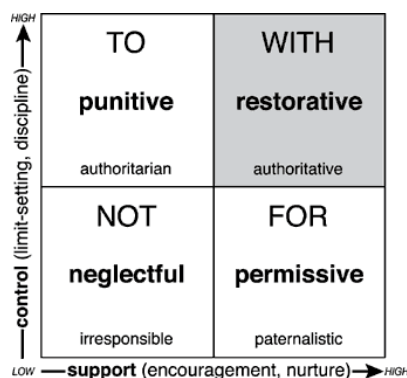 HIGH
TO
punitive
authoritarian
WITH
restorative
authoritative
NOT
neglectful
irresponsible
FOR
permissive
paternalistic
control (limit-setting, discipline)
LOW
support (encouragement, nurture)
HIGH